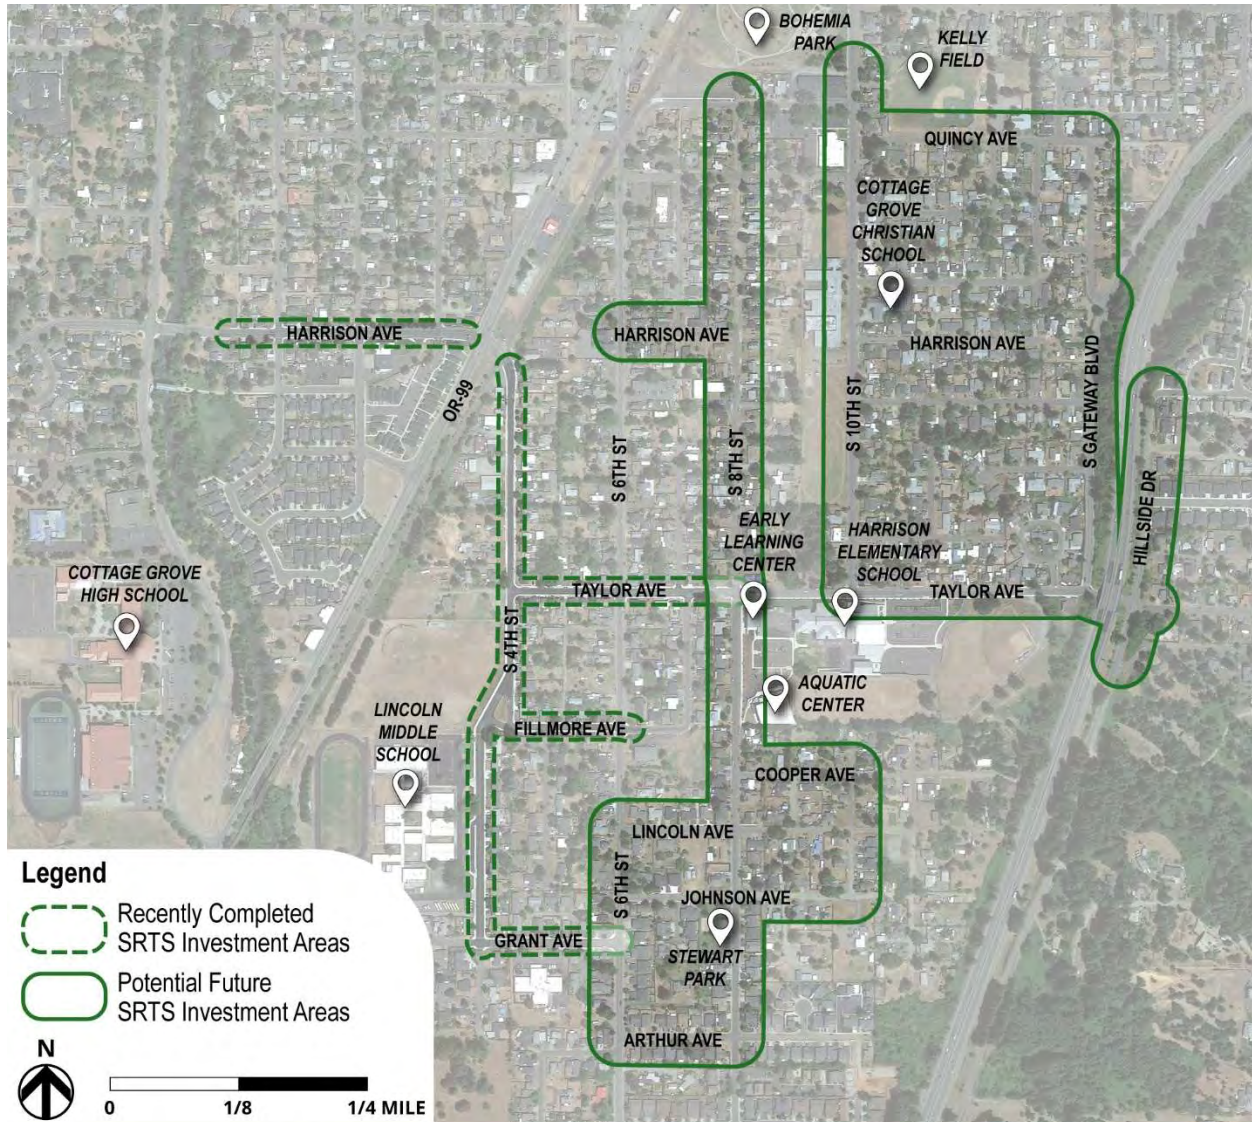 BOHEMIA
PARK
KELLY
FIELD
QUINCY AVE
COTTAGE
GROVE
CHRISTIAN
SCHOOL
HARRISON AVE
HARRISON AVE
HARRISON AVE
OR-99
S 10TH ST
S GATEWAY BLVD
S 6TH ST
S 8TH ST
HILLSIDE DR
EARLY
LEARNING
CENTER
HARRISON
ELEMENTARY
SCHOOL
COTTAGE GROVE
HIGH SCHOOL
TAYLOR AVE
TAYLOR AVE
S 4TH ST
AQUATIC
CENTER
LINCOLN
MIDDLE
SCHOOL
FILLMORE AVE
COOPER AVE
LINCOLN AVE
S 6TH ST
JOHNSON AVE
GRANT AVE
STEWART
PARK
ARTHUR AVE
Legend
Recently Completed
SRTS Investment Areas
Potential Future
SRTS Investment Areas
N
0 1/8 1/4 MILE